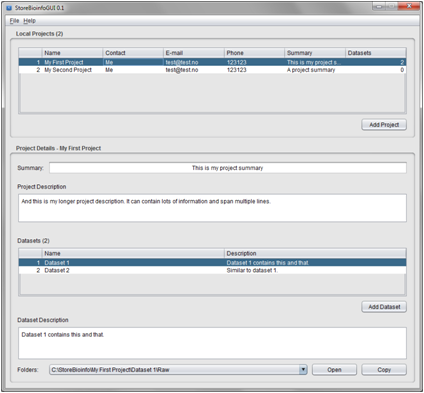 StoreBioinfoGUI 0.1
File Help
Local Projects (2)
Name Contact E-mail Phone Summary Datasets
1 My First Project Me test@test.no 123123 This is my project s... 2
2 My Second Project Me test@test.no 123123 A project summary 0
Add Project
Project Details - My First Project
Summary: This is my project summary
Project Description
And this is my longer project description. It can contain lots of information and span multiple lines.
Datasets (2)
Name Description
1 Dataset 1 Dataset 1 contains this and that.
2 Dataset 2 Similar to dataset 1.
Add Dataset
Dataset Description
Dataset 1 contains this and that.
Folders: C:\StoreBioinfo\My First Project\Dataset 1\Raw Open Copy